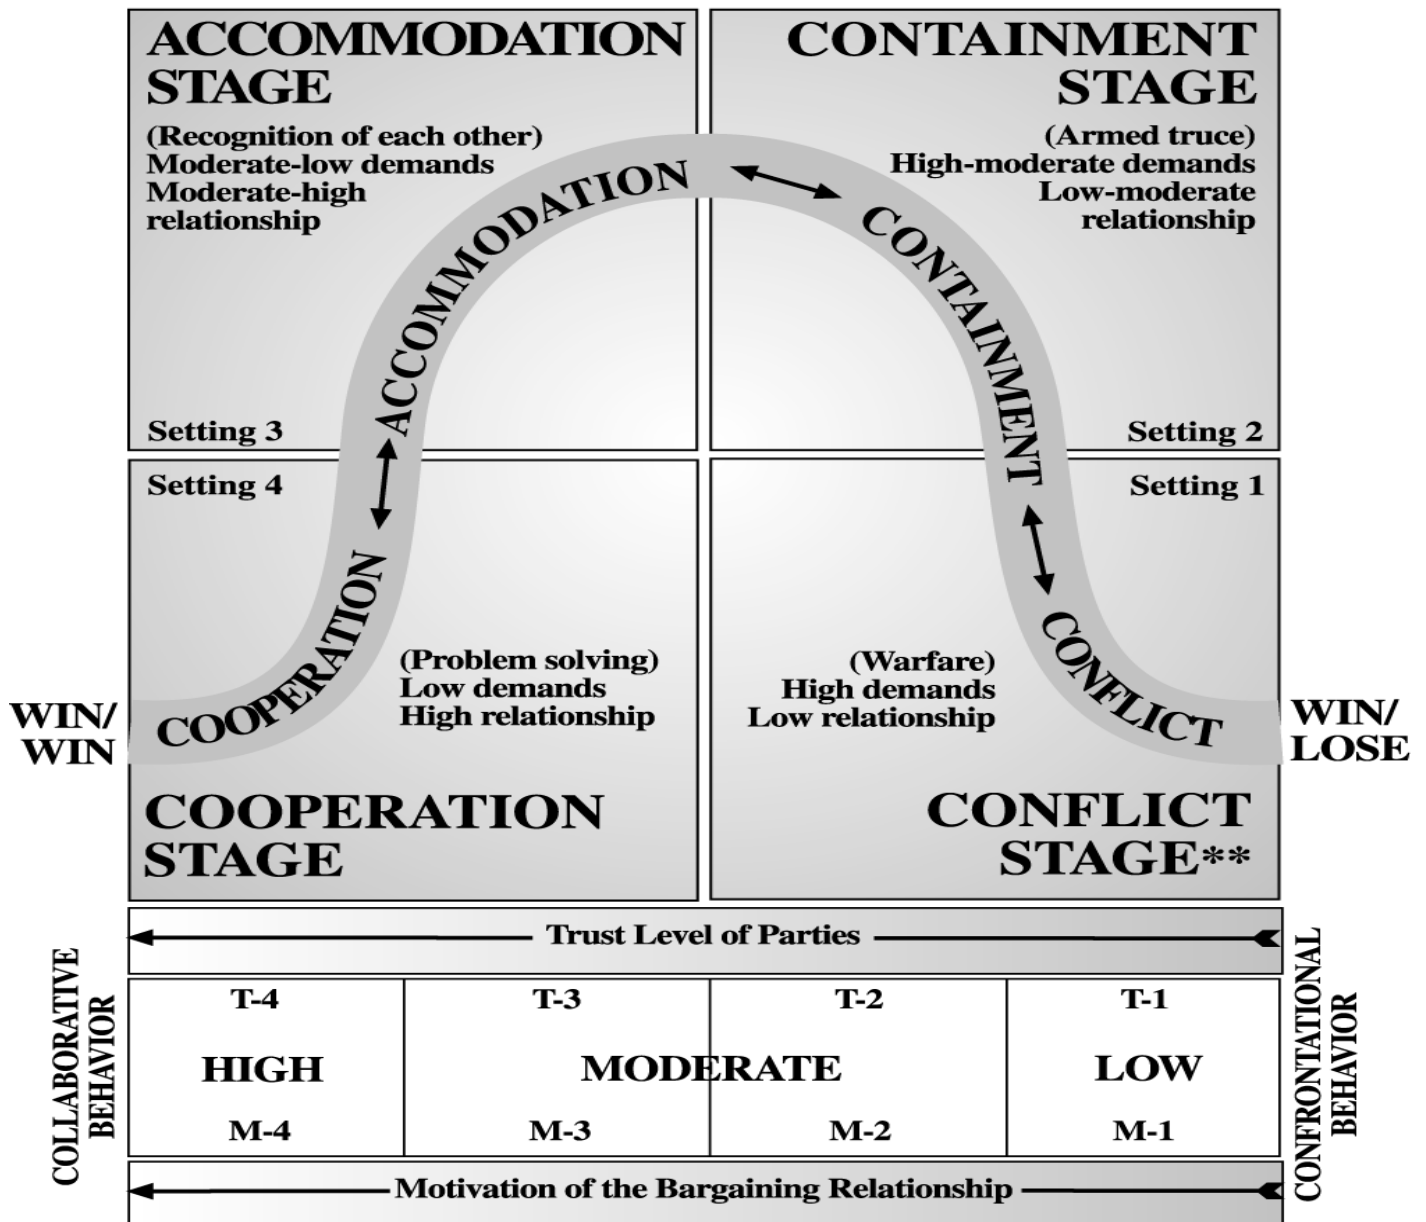 ACCOMMODATION
STAGE
(Recognition of each other)
Moderate-low demands
Moderate-high
relationship
Setting 3
CONTAINMENT
STAGE
(Armed truce)
High-moderate demands
Low-moderate
relationship
Setting 2
ACCOMMODATION
CONTAINMENT
Setting 4
COOPERATION
(Problem solving)
Low demands
High relationship
WIN/
WIN
COOPERATION
STAGE
Setting 1
CONFLICT
(Warfare)
High demands
Low relationship
WIN/
LOSE
CONFLICT
STAGE**
Trust Level of Parties
COLLABORATIVE
BEHAVIOR
T-4 T-3 T-2 T-1
HIGH MODERATE LOW
M-4 M-3 M-2 M-1
CONFRONTATIONAL
BEHAVIOR
Motivation of the Bargaining Relationship